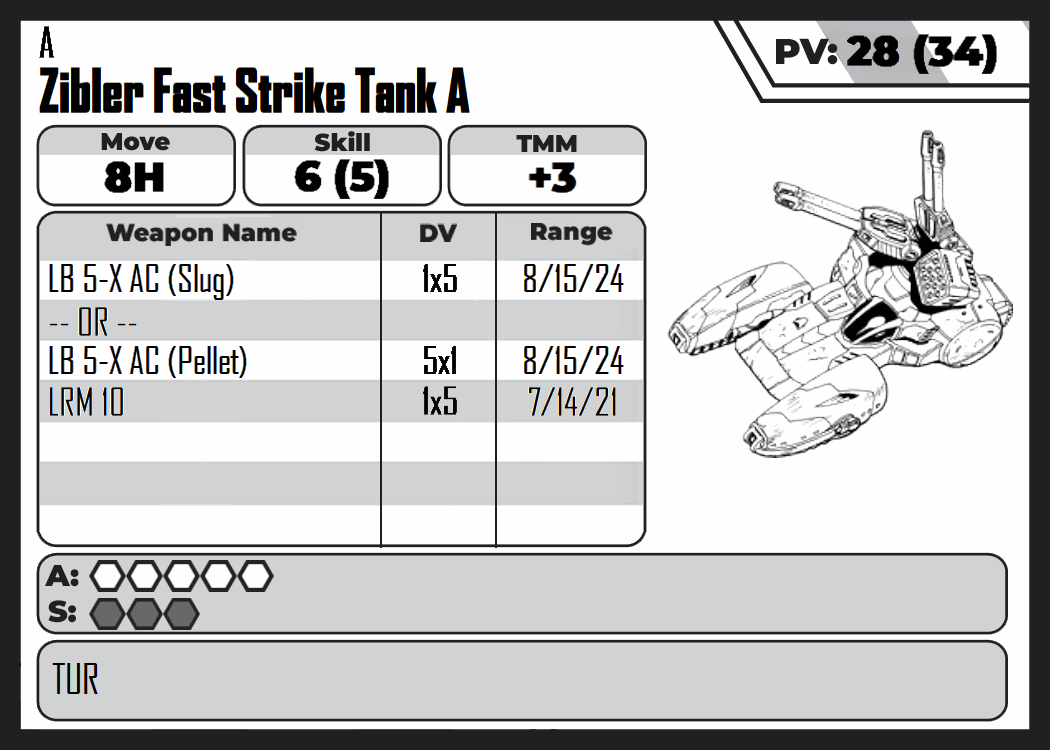 A
Zibler Fast Strike Tank A
PV: 28 (34)
Move Skill TMM
8H 6 (5) +3
Weapon Name DV Range
LB 5-X AC (Slug) 1x5 8/15/24
-- OR --
LB 5-X AC (Pellet) 5x1 8/15/24
LRM 10 1x5 7/14/21
A:
S:
TUR